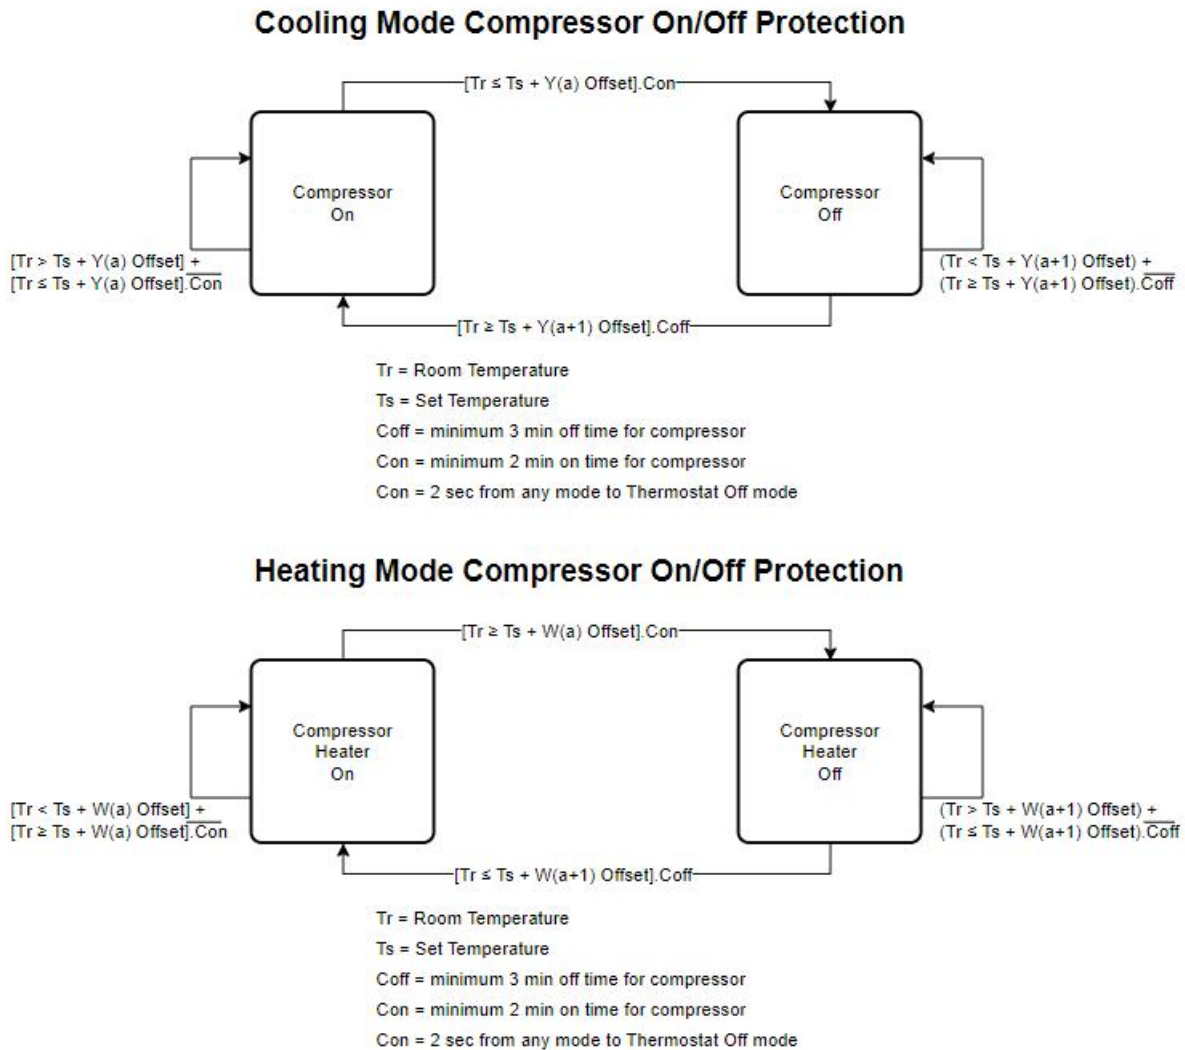 Cooling Mode Compressor On/Off Protection
[Tr ≤ Ts + Y(a) Offset].Con
Compressor
On
Compressor
Off
[Tr > Ts + Y(a) Offset] +
[Tr ≤ Ts + Y(a) Offset].C̅o̅n̅
(Tr < Ts + Y(a+1) Offset) +
(Tr ≥ Ts + Y(a+1) Offset).C̅o̅f̅f̅
[Tr ≥ Ts + Y(a+1) Offset].Coff
Tr = Room Temperature
Ts = Set Temperature
Coff = minimum 3 min off time for compressor
Con = minimum 2 min on time for compressor
Con = 2 sec from any mode to Thermostat Off mode
Heating Mode Compressor On/Off Protection
[Tr ≥ Ts + W(a) Offset].Con
Compressor
Heater
On
Compressor
Heater
Off
[Tr < Ts + W(a) Offset] +
[Tr ≥ Ts + W(a) Offset].C̅o̅n̅
(Tr > Ts + W(a+1) Offset) +
(Tr ≤ Ts + W(a+1) Offset).C̅o̅f̅f̅
[Tr ≤ Ts + W(a+1) Offset].Coff
Tr = Room Temperature
Ts = Set Temperature
Coff = minimum 3 min off time for compressor
Con = minimum 2 min on time for compressor
Con = 2 sec from any mode to Thermostat Off mode